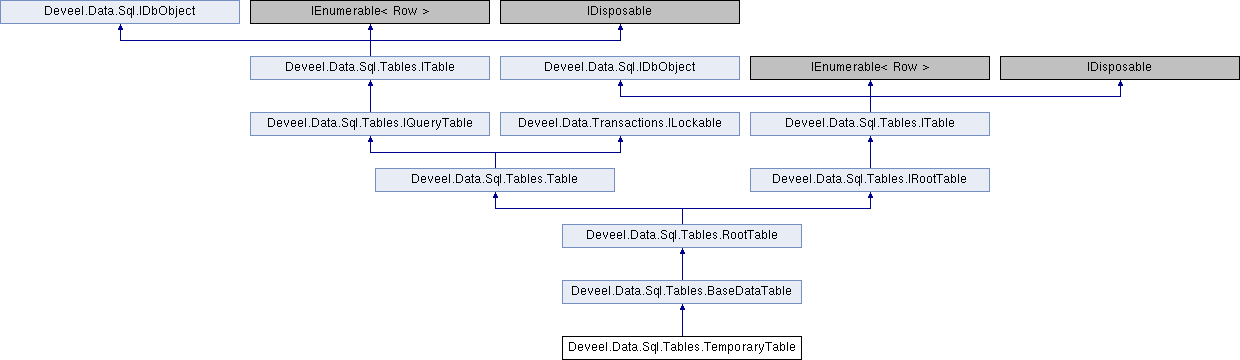 Deveel.Data.Sql.IDbObject
IEnumerable< Row >
IDisposable
Deveel.Data.Sql.Tables.ITable
Deveel.Data.Sql.IDbObject
IEnumerable< Row >
IDisposable
Deveel.Data.Sql.Tables.IQueryTable
Deveel.Data.Transactions.ILockable
Deveel.Data.Sql.Tables.ITable
Deveel.Data.Sql.Tables.Table
Deveel.Data.Sql.Tables.IRootTable
Deveel.Data.Sql.Tables.RootTable
Deveel.Data.Sql.Tables.BaseDataTable
Deveel.Data.Sql.Tables.TemporaryTable